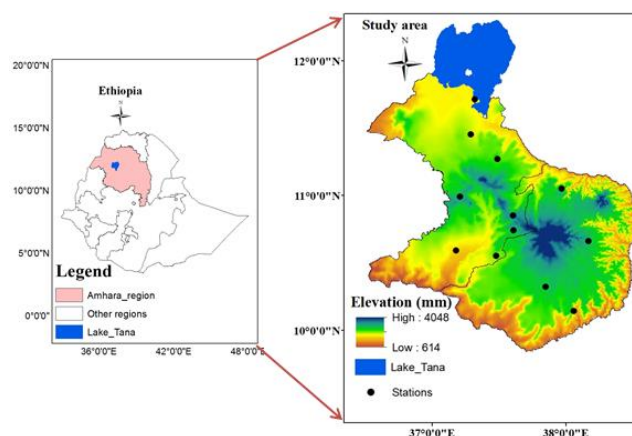 Ethiopia
N
20°0'0"N
15°0'0"N
10°0'0"N
5°0'0"N
0°0'0"
36°0'0"E
42°0'0"E
48°0'0"E
Legend
Amhara_region
Other regions
Lake_Tana
Study area
N
12°0'0"N
11°0'0"N
10°0'0"N
37°0'0"E
38°0'0"E
Elevation (mm)
High : 4048
Low : 614
Lake_Tana
Stations